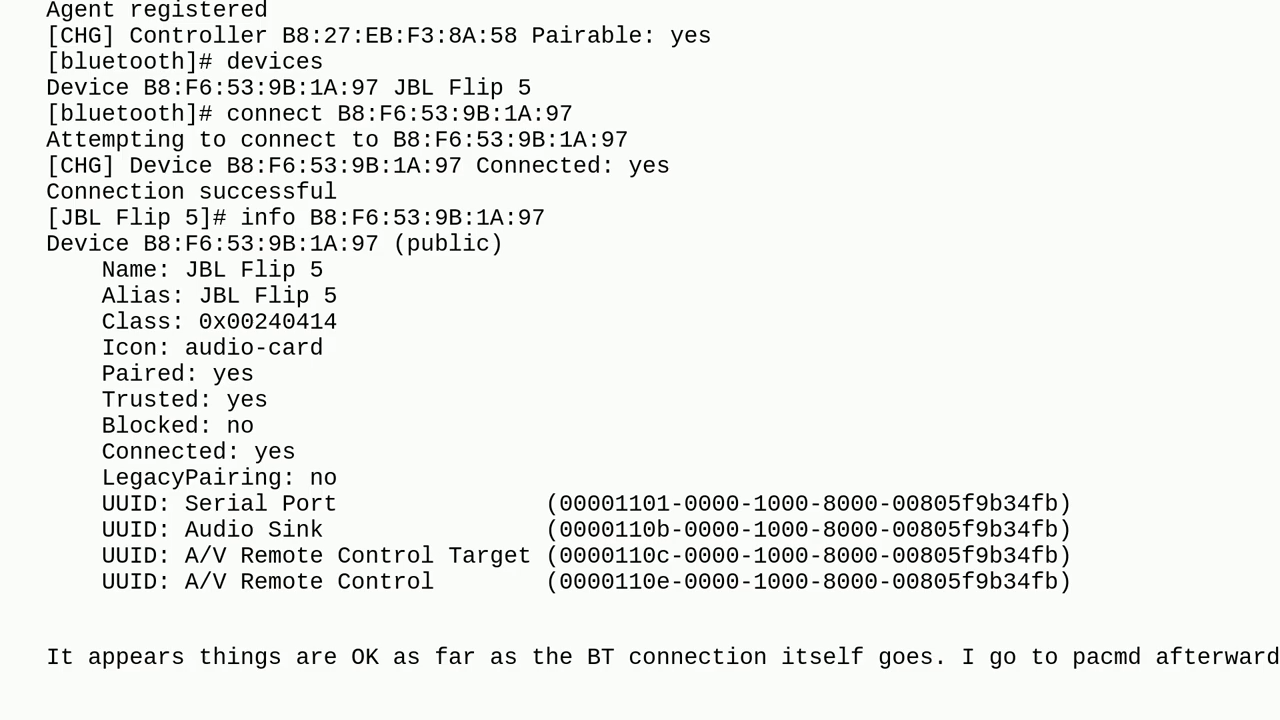 Agent registered
[CHG] Controller B8:27:EB:F3:8A:58 Pairable: yes
[bluetooth]# devices
Device B8:F6:53:9B:1A:97 JBL Flip 5
[bluetooth]# connect B8:F6:53:9B:1A:97
Attempting to connect to B8:F6:53:9B:1A:97
[CHG] Device B8:F6:53:9B:1A:97 Connected: yes
Connection successful
[JBL Flip 5]# info B8:F6:53:9B:1A:97
Device B8:F6:53:9B:1A:97 (public)
    Name: JBL Flip 5
    Alias: JBL Flip 5
    Class: 0x00240414
    Icon: audio-card
    Paired: yes
    Trusted: yes
    Blocked: no
    Connected: yes
    LegacyPairing: no
    UUID: Serial Port               (00001101-0000-1000-8000-00805f9b34fb)
    UUID: Audio Sink                (0000110b-0000-1000-8000-00805f9b34fb)
    UUID: A/V Remote Control Target (0000110c-0000-1000-8000-00805f9b34fb)
    UUID: A/V Remote Control        (0000110e-0000-1000-8000-00805f9b34fb)
It appears things are OK as far as the BT connection itself goes. I go to pacmd afterward